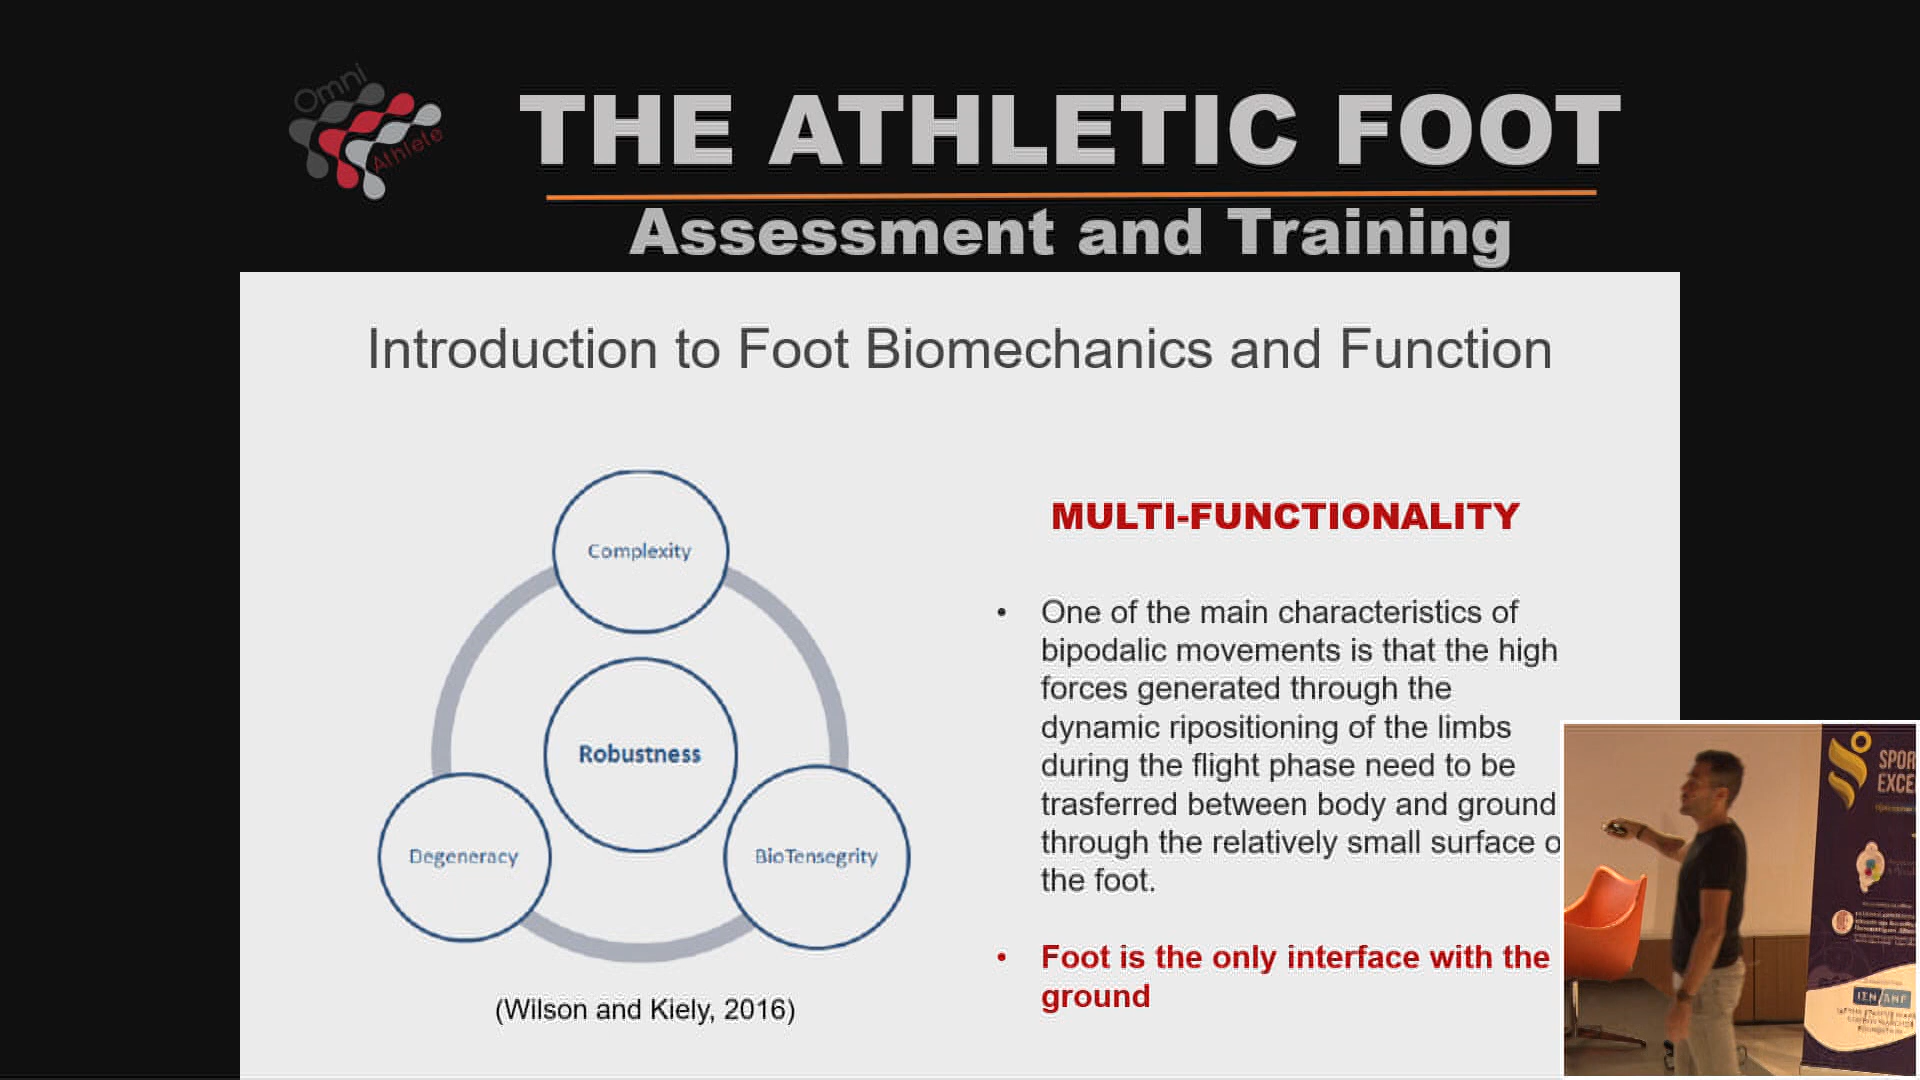 Omni
Athlete
THE ATHLETIC FOOT
Assessment and Training
Introduction to Foot Biomechanics and Function
Complexity
Robustness
Degeneracy
BioTensegrity
(Wilson and Kiely, 2016)
MULTI-FUNCTIONALITY
• One of the main characteristics of
bipodalic movements is that the high
forces generated through the
dynamic ripositioning of the limbs
during the flight phase need to be
trasferred between body and ground
through the relatively small surface o
the foot.
• Foot is the only interface with the
ground
SPOR
EXCE